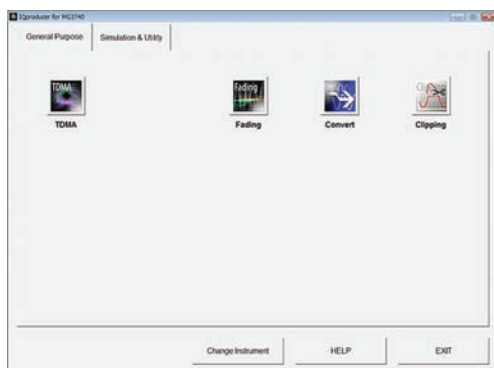 IQproducer for MG3740
General Purpose
Simulation & Utility
TDMA
Fading
TDMA
Fading
Convert
Clipping
Change Instrument
HELP
EXIT